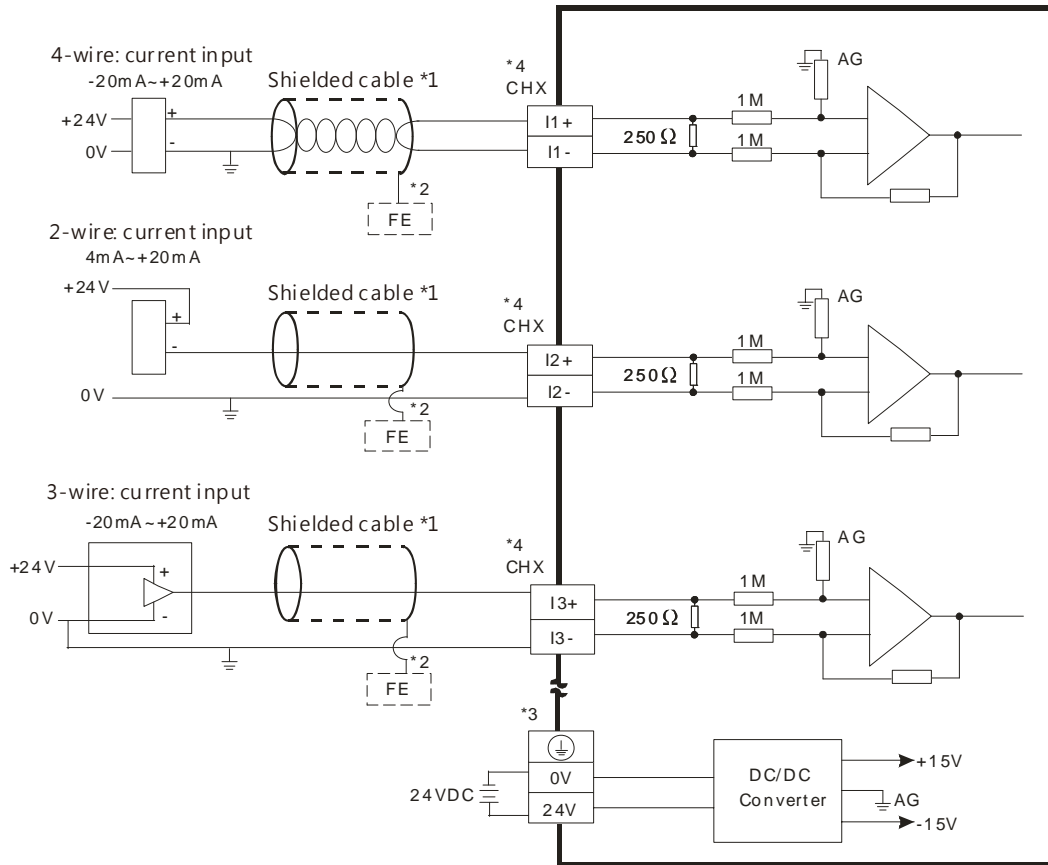 4-wire: current input
-20mA~+20mA
Shielded cable *1
*4
CHX
AG
+24V
+
0V
-
I1+
I1-
250Ω
1M
1M
*2
FE
2-wire: current input
4mA~+20mA
Shielded cable *1
*4
CHX
AG
+24V
+
-
0V
I2+
I2-
250Ω
1M
1M
*2
FE
3-wire: current input
-20mA~+20mA
Shielded cable *1
*4
CHX
AG
+24V
+
0V
-
I3+
I3-
250Ω
1M
1M
*2
FE
*3
24VDC
0V
24V
DC/DC
Converter
+15V
AG
-15V